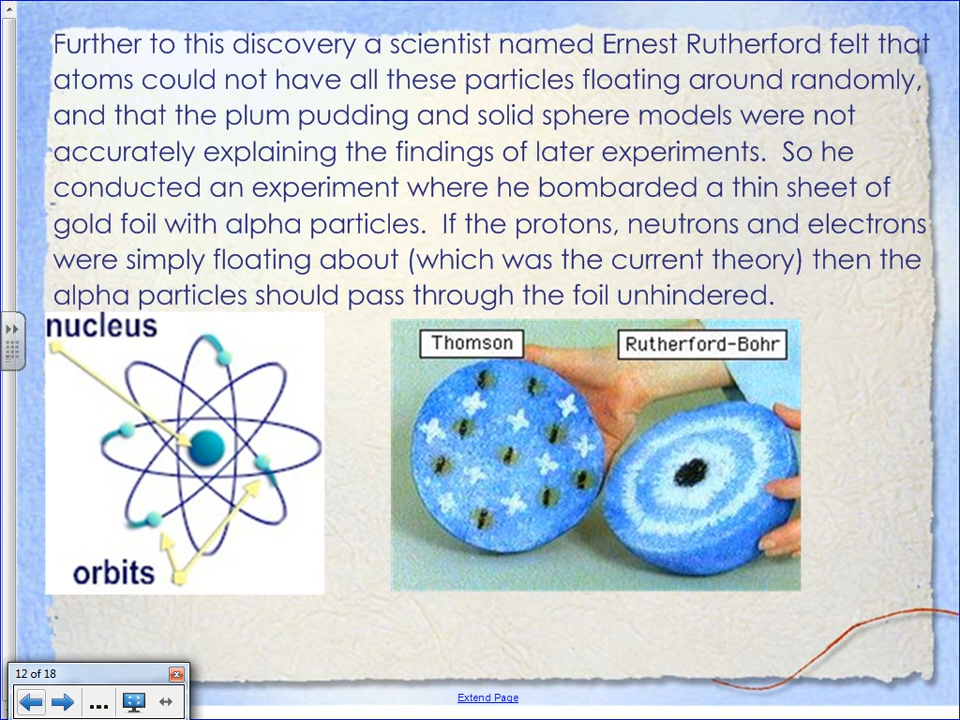 Further to this discovery a scientist named Ernest Rutherford felt that
atoms could not have all these particles floating around randomly,
and that the plum pudding and solid sphere models were not
accurately explaining the findings of later experiments.  So he
conducted an experiment where he bombarded a thin sheet of
gold foil with alpha particles.  If the protons, neutrons and electrons
were simply floating about (which was the current theory) then the
alpha particles should pass through the foil unhindered.
nucleus
orbits
Thomson
Rutherford-Bohr
12 of 18
Extend Page